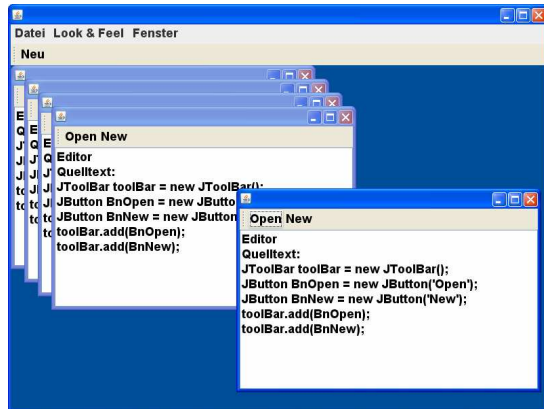 Datei Look & Feel Fenster
Neu
Open New
Editor
Quelltext:
JToolBar toolBar = new JToolBar();
JButton BnOpen = new JButto
JButton BnNew = new JButton
toolBar.add(BnOpen);
toolBar.add(BnNew);
Open New
Editor
Quelltext:
JToolBar toolBar = new JToolBar();
JButton BnOpen = new JButton('Open');
JButton BnNew = new JButton('New');
toolBar.add(BnOpen);
toolBar.add(BnNew);